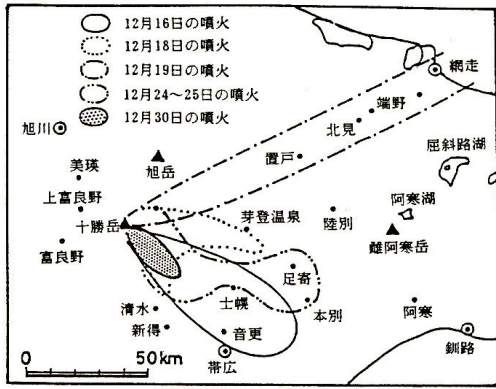 12月16日の噴火
12月18日の噴火
12月19日の噴火
12月24～25日の噴火
12月30日の噴火
網走
端野
北見
置戸
旭川
旭岳
美瑛
上富良野
十勝岳
富良野
屈斜路湖
阿寒湖
雌阿寒岳
陸別
芽登温泉
足寄
士幌
本別
阿寒
清水
新得
音更
帯広
釧路
0 50km